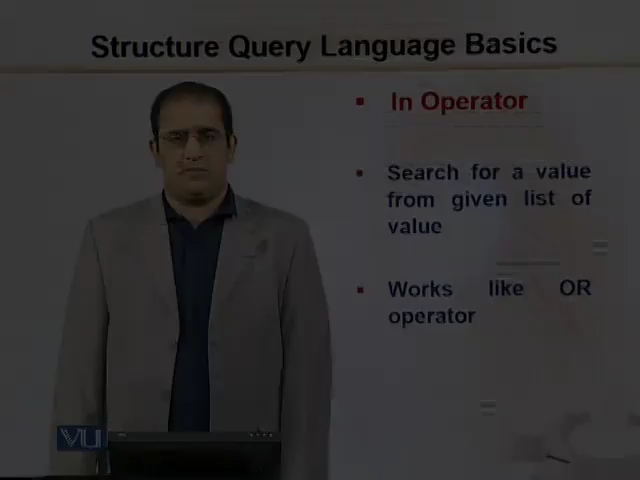 Structure Query Language Basics
In Operator
Search for a value
from given list of
value
Works like OR
operator
VU